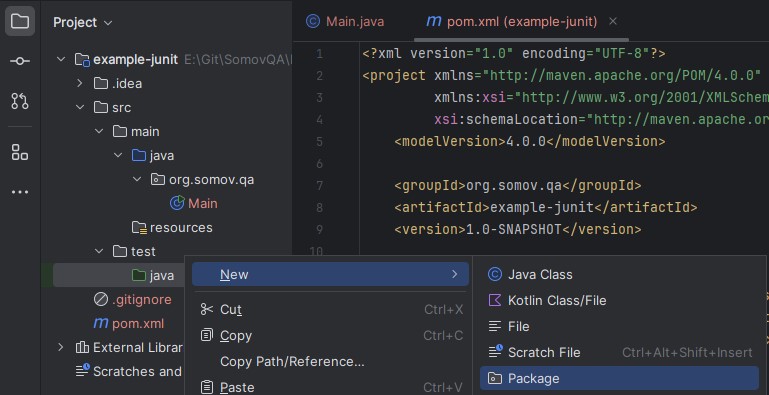 Project
Main.java
pom.xml (example-junit)
example-junit E:\Git\SomovQA\
.idea
src
main
java
org.somov.qa
Main
resources
test
java
.gitignore
pom.xml
External Librar
Scratches and
1 <?xml version="1.0" encoding="UTF-8"?>
2 <project xmlns="http://maven.apache.org/POM/4.0.0"
3 xmlns:xsi="http://www.w3.org/2001/XMLSchem
4 xsi:schemaLocation="http://maven.apache.or
5 <modelVersion>4.0.0</modelVersion>
6
7 <groupId>org.somov.qa</groupId>
8 <artifactId>example-junit</artifactId>
9 <version>1.0-SNAPSHOT</version>
10
New
Cut Ctrl+X
Copy Ctrl+C
Copy Path/Reference...
Paste Ctrl+V
Java Class
Kotlin Class/File
File
Scratch File Ctrl+Alt+Shift+Insert
Package